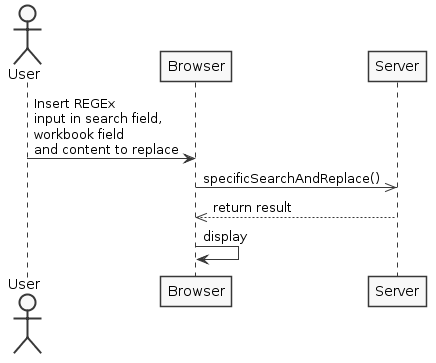 User
Browser
Server
Insert REGEx
input in search field,
workbook field
and content to replace
specificSearchAndReplace()
return result
display
User
Browser
Server